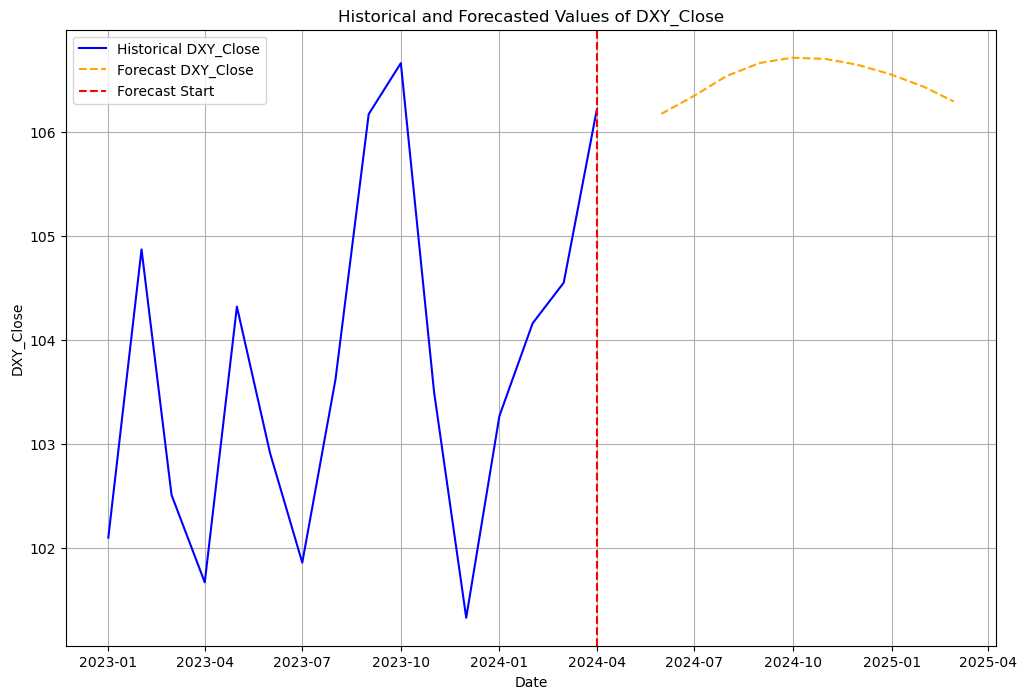 Historical and Forecasted Values of DXY_Close
Historical DXY_Close
Forecast DXY_Close
Forecast Start
DXY_Close
106
105
104
103
102
2023-01 2023-04 2023-07 2023-10 2024-01 2024-04 2024-07 2024-10 2025-01 2025-04
Date